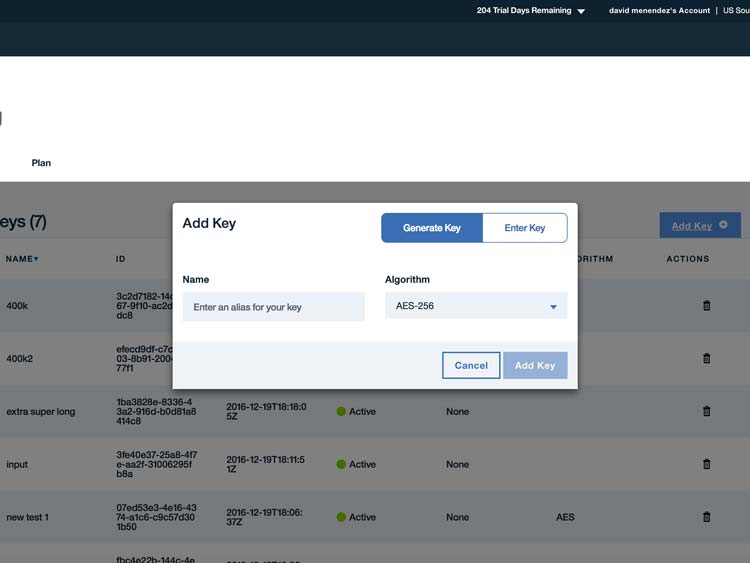 204 Trial Days Remaining
david menendez's Account | US Sou
Plan
eys (7)
Add Key
NAME
ID
ORITHM
ACTIONS
Add Key
Generate Key
Enter Key
Name
Algorithm
Enter an alias for your key
AES-256
Cancel
Add Key
400k
3c2d7182-14c
67-9f10-ac2d
dc8
400k2
efecd9df-c7c
03-8b91-200
77f1
extra super long
1ba3828e-8336-4
3a2-916d-b0d81a8
414c8
2016-12-19T18:18:0
5Z
Active
None
input
3fe40e37-25a8-4f7
e-aa2f-31006295f
b8a
2016-12-19T18:11:5
1Z
Active
None
new test 1
07ed53e3-4e16-43
74-a1c6-c9c57d30
1b50
2016-12-19T18:06:
37Z
Active
None
AES
fbc4e22b-144c-4e